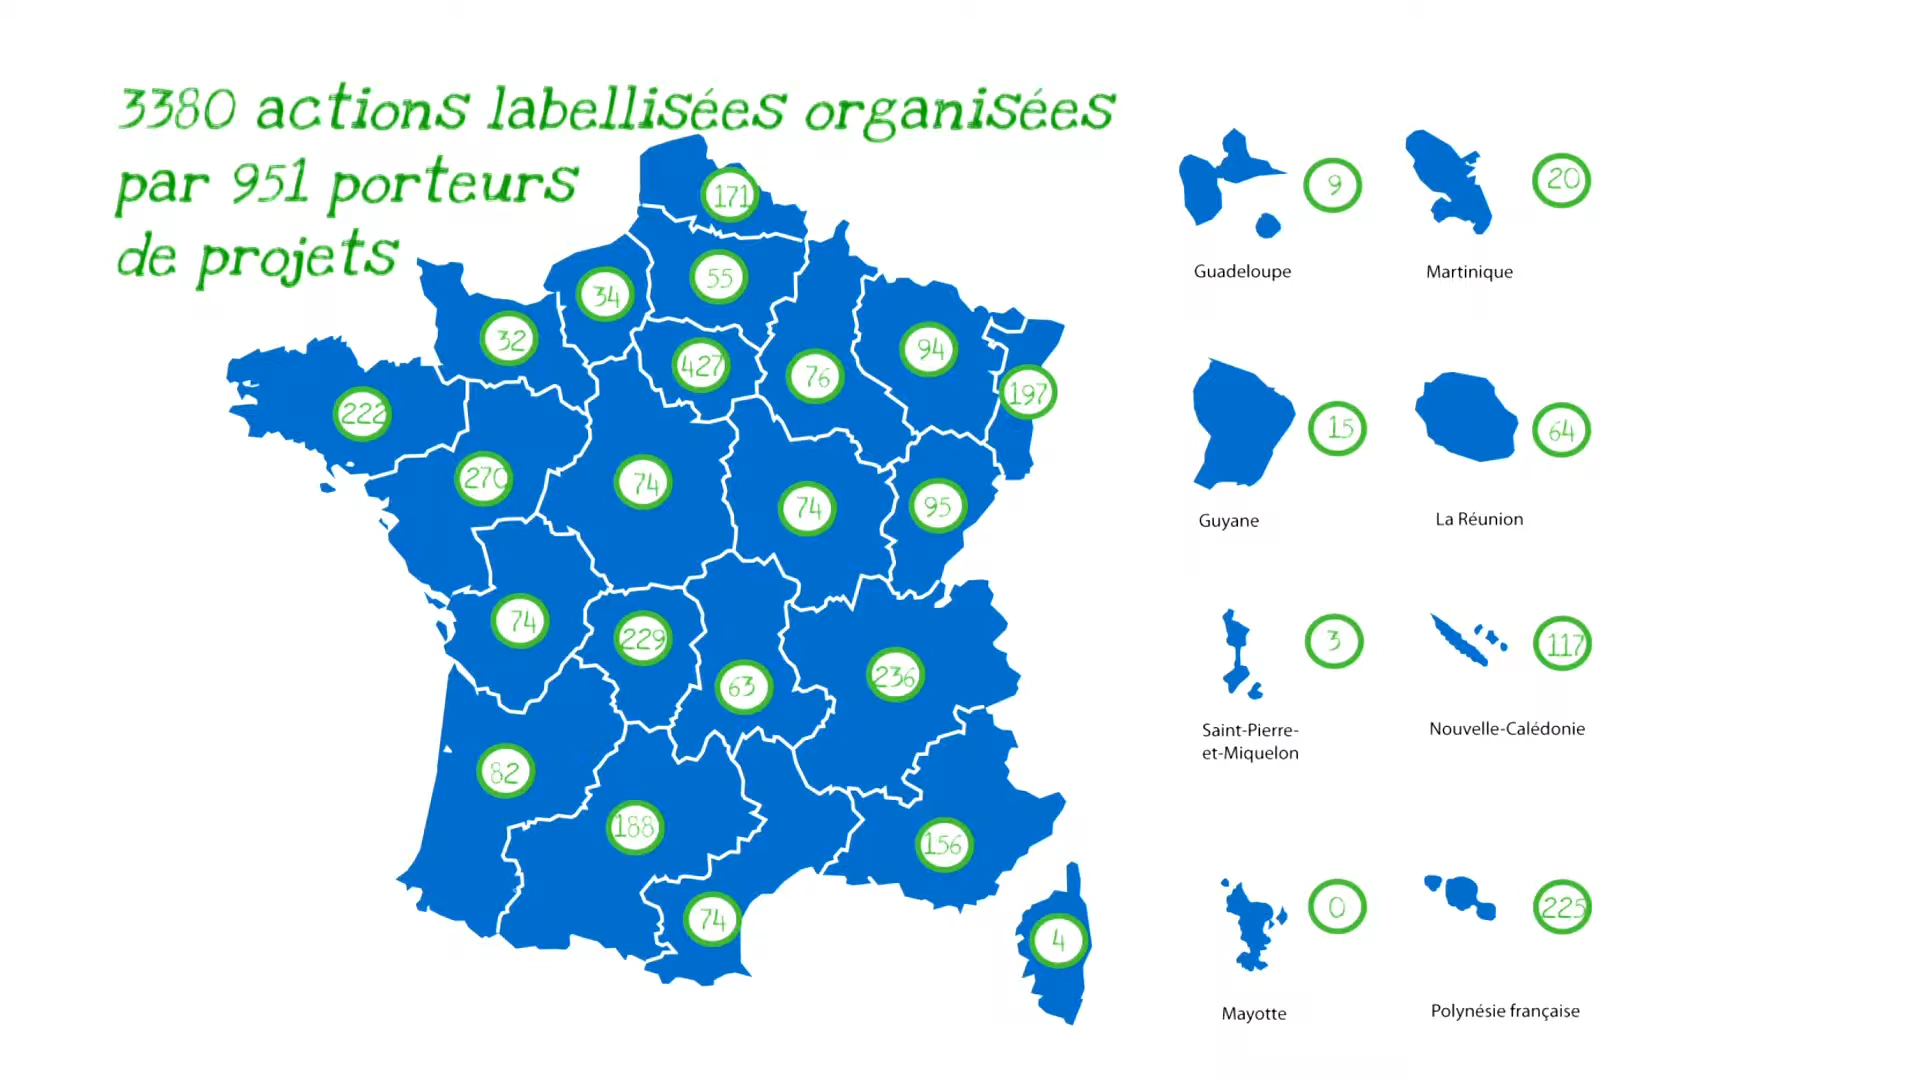 3380 actions labellisées organisées
par 951 porteurs
de projets
171
55
34
32
427
76
94
197
222
270
74
74
95
74
229
63
236
82
188
156
74
4
9
20
Guadeloupe
Martinique
15
64
Guyane
La Réunion
3
117
Saint-Pierre-
et-Miquelon
Nouvelle-Calédonie
0
225
Mayotte
Polynésie française